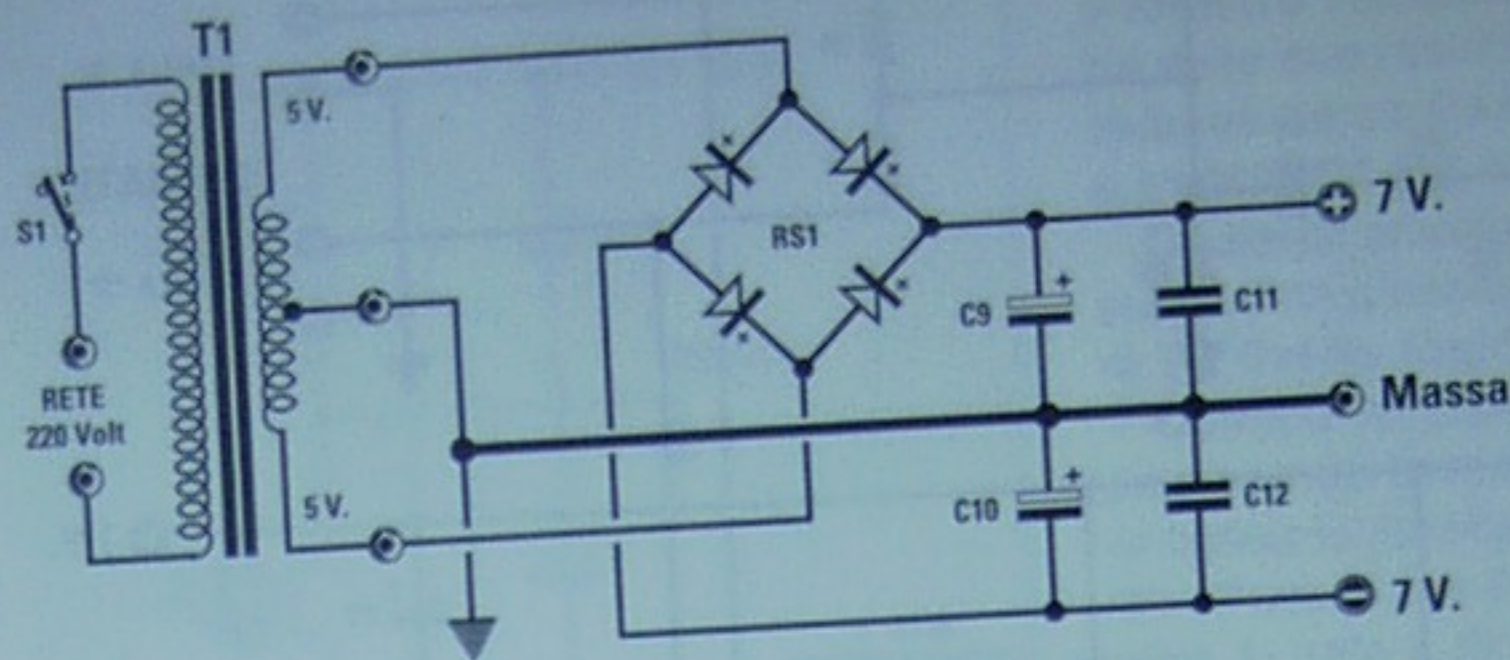 T1
5 V.
S1
RS1
+ 7 V.
C9
+
C11
RETE
220 Volt
Massa
5 V.
C10
+
C12
- 7 V.